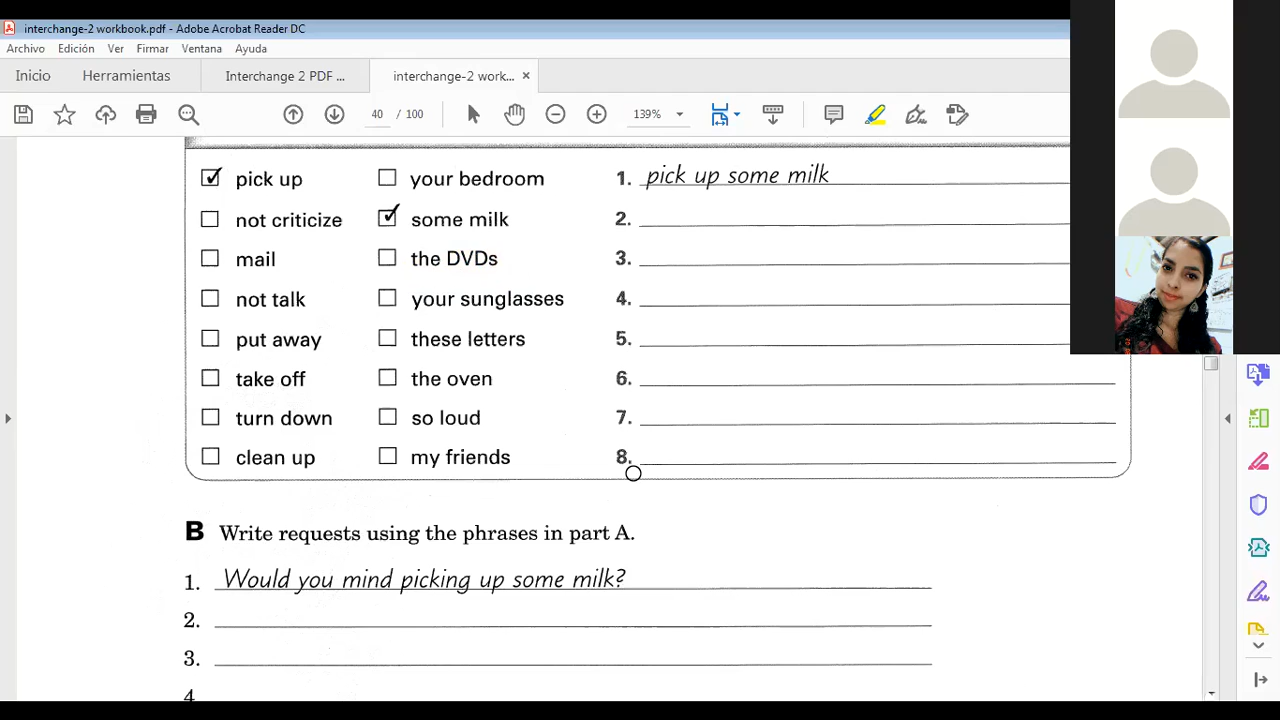 interchange-2 workbook.pdf - Adobe Acrobat Reader DC
Archivo Edición Ver Firmar Ventana Ayuda
Inicio Herramientas Interchange 2 PDF ... interchange-2 work... ×
40 / 100 139%
pick up your bedroom 1. pick up some milk
not criticize some milk 2.
mail the DVDs 3.
not talk your sunglasses 4.
put away these letters 5.
take off the oven 6.
turn down so loud 7.
clean up my friends 8.
B Write requests using the phrases in part A.
1. Would you mind picking up some milk?
2.
3.
4